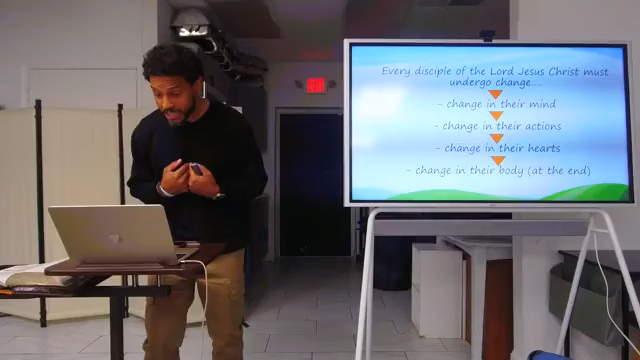 Every disciple of the Lord Jesus Christ must
undergo change....
- change in their mind
- change in their actions
- change in their hearts
- change in their body (at the end)
EXIT